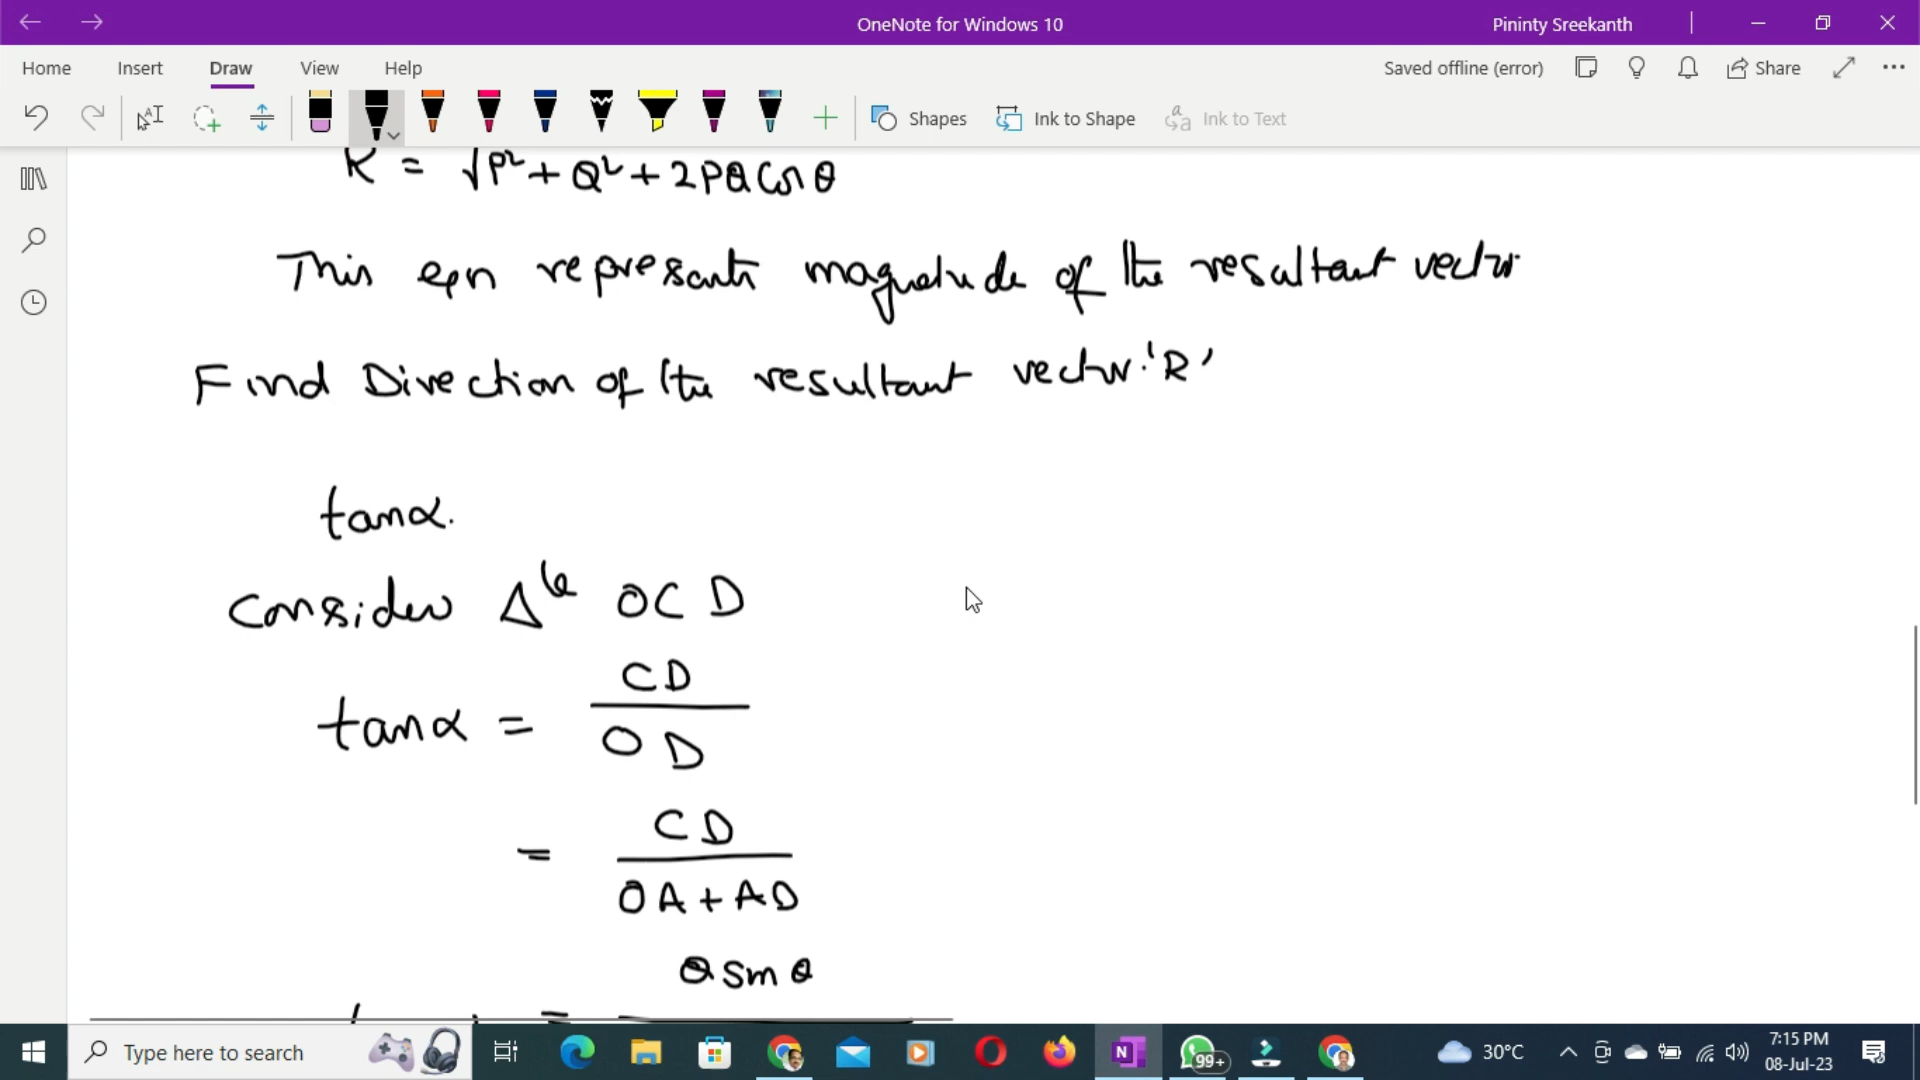 OneNote for Windows 10
Pininty Sreekanth
Home Insert Draw View Help
Saved offline (error) Share
Shapes Ink to Shape Ink to Text
R = √P² + Q² + 2PQ Cos θ
This eqn represents magnitude of the resultant vector
Find Direction of the resultant vector 'R'
tanα.
Consider Δle OCD
tanα = CD / OD
= CD / OA + AD
Q Sin θ
=
Type here to search
99+
30°C
7:15 PM
08-Jul-23